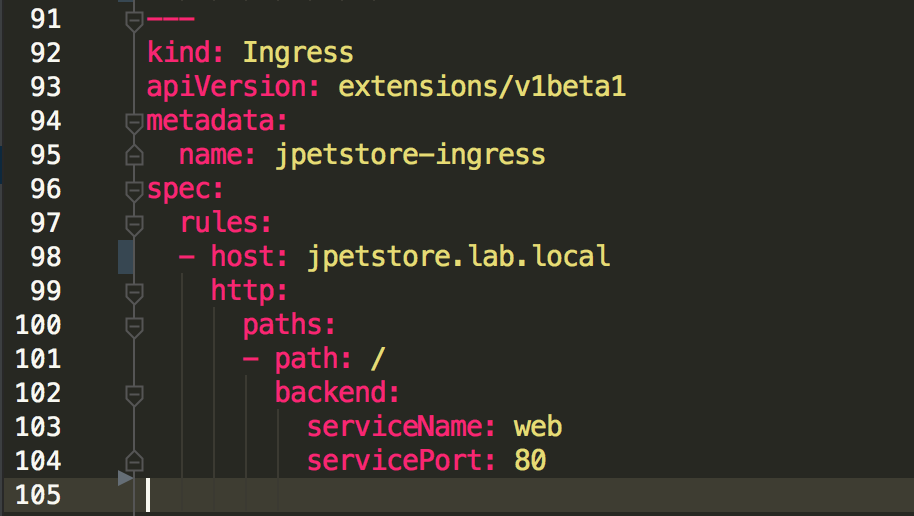 91 ---
92 kind: Ingress
93 apiVersion: extensions/v1beta1
94 metadata:
95   name: jpetstore-ingress
96 spec:
97   rules:
98   - host: jpetstore.lab.local
99     http:
100       paths:
101       - path: /
102         backend:
103           serviceName: web
104           servicePort: 80
105